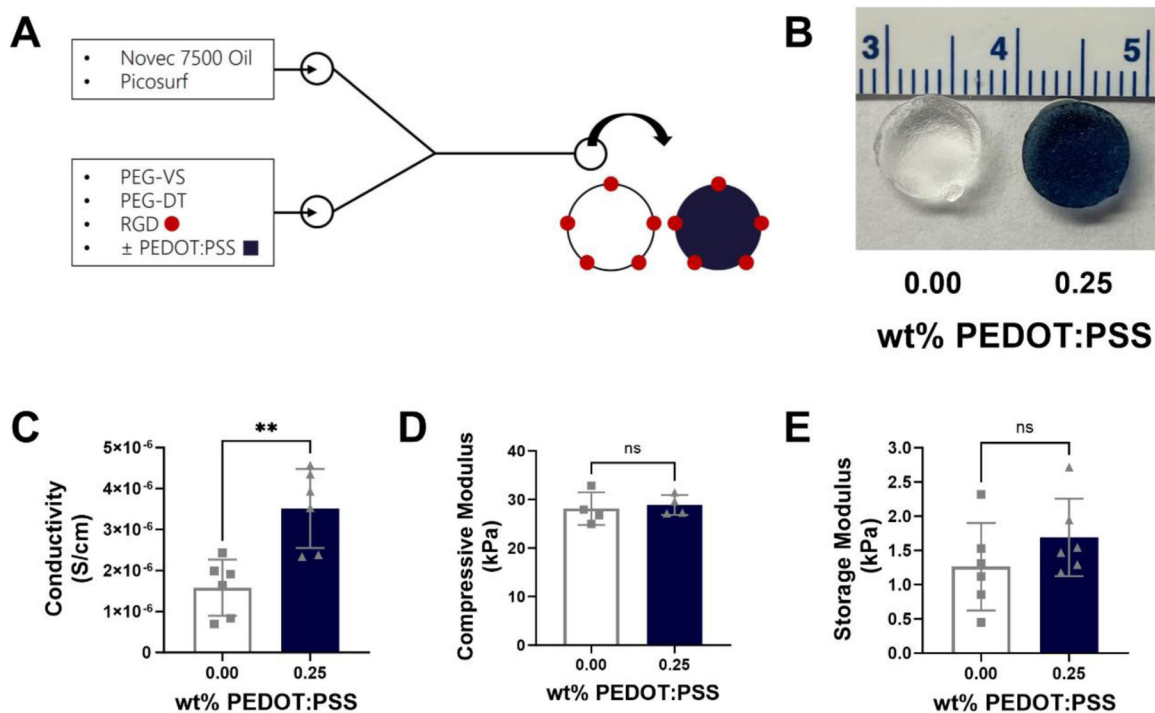 A
• Novec 7500 Oil
• Picosurf
• PEG-VS
• PEG-DT
• RGD
• ± PEDOT:PSS
B
3 4 5
0.00 0.25
wt% PEDOT:PSS
C
Conductivity
(S/cm)
5×10⁻⁶
4×10⁻⁶
3×10⁻⁶
2×10⁻⁶
1×10⁻⁶
0
**
0.00 0.25
wt% PEDOT:PSS
D
Compressive Modulus
(kPa)
40
30
20
10
0
ns
0.00 0.25
wt% PEDOT:PSS
E
Storage Modulus
(kPa)
3.0
2.5
2.0
1.5
1.0
0.5
0.0
ns
0.00 0.25
wt% PEDOT:PSS